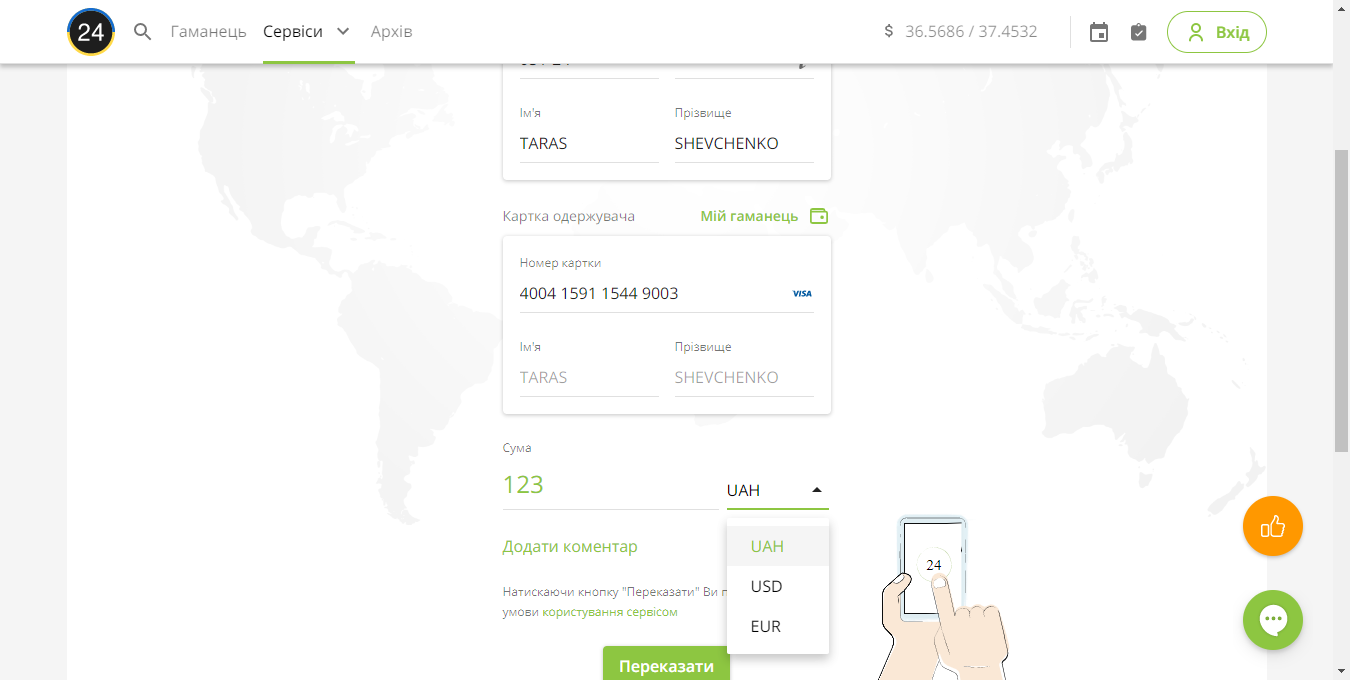 24 Гаманець Сервіси Архів $ 36.5686 / 37.4532 Вхід
Ім'я Прізвище
TARAS SHEVCHENKO
Картка одержувача Мій гаманець
Номер картки
4004 1591 1544 9003 VISA
Ім'я Прізвище
TARAS SHEVCHENKO
Сума
123 UAH
UAH
USD
EUR
Додати коментар
Натискаючи кнопку "Переказати" Ви
умови користування сервісом
Переказати
24